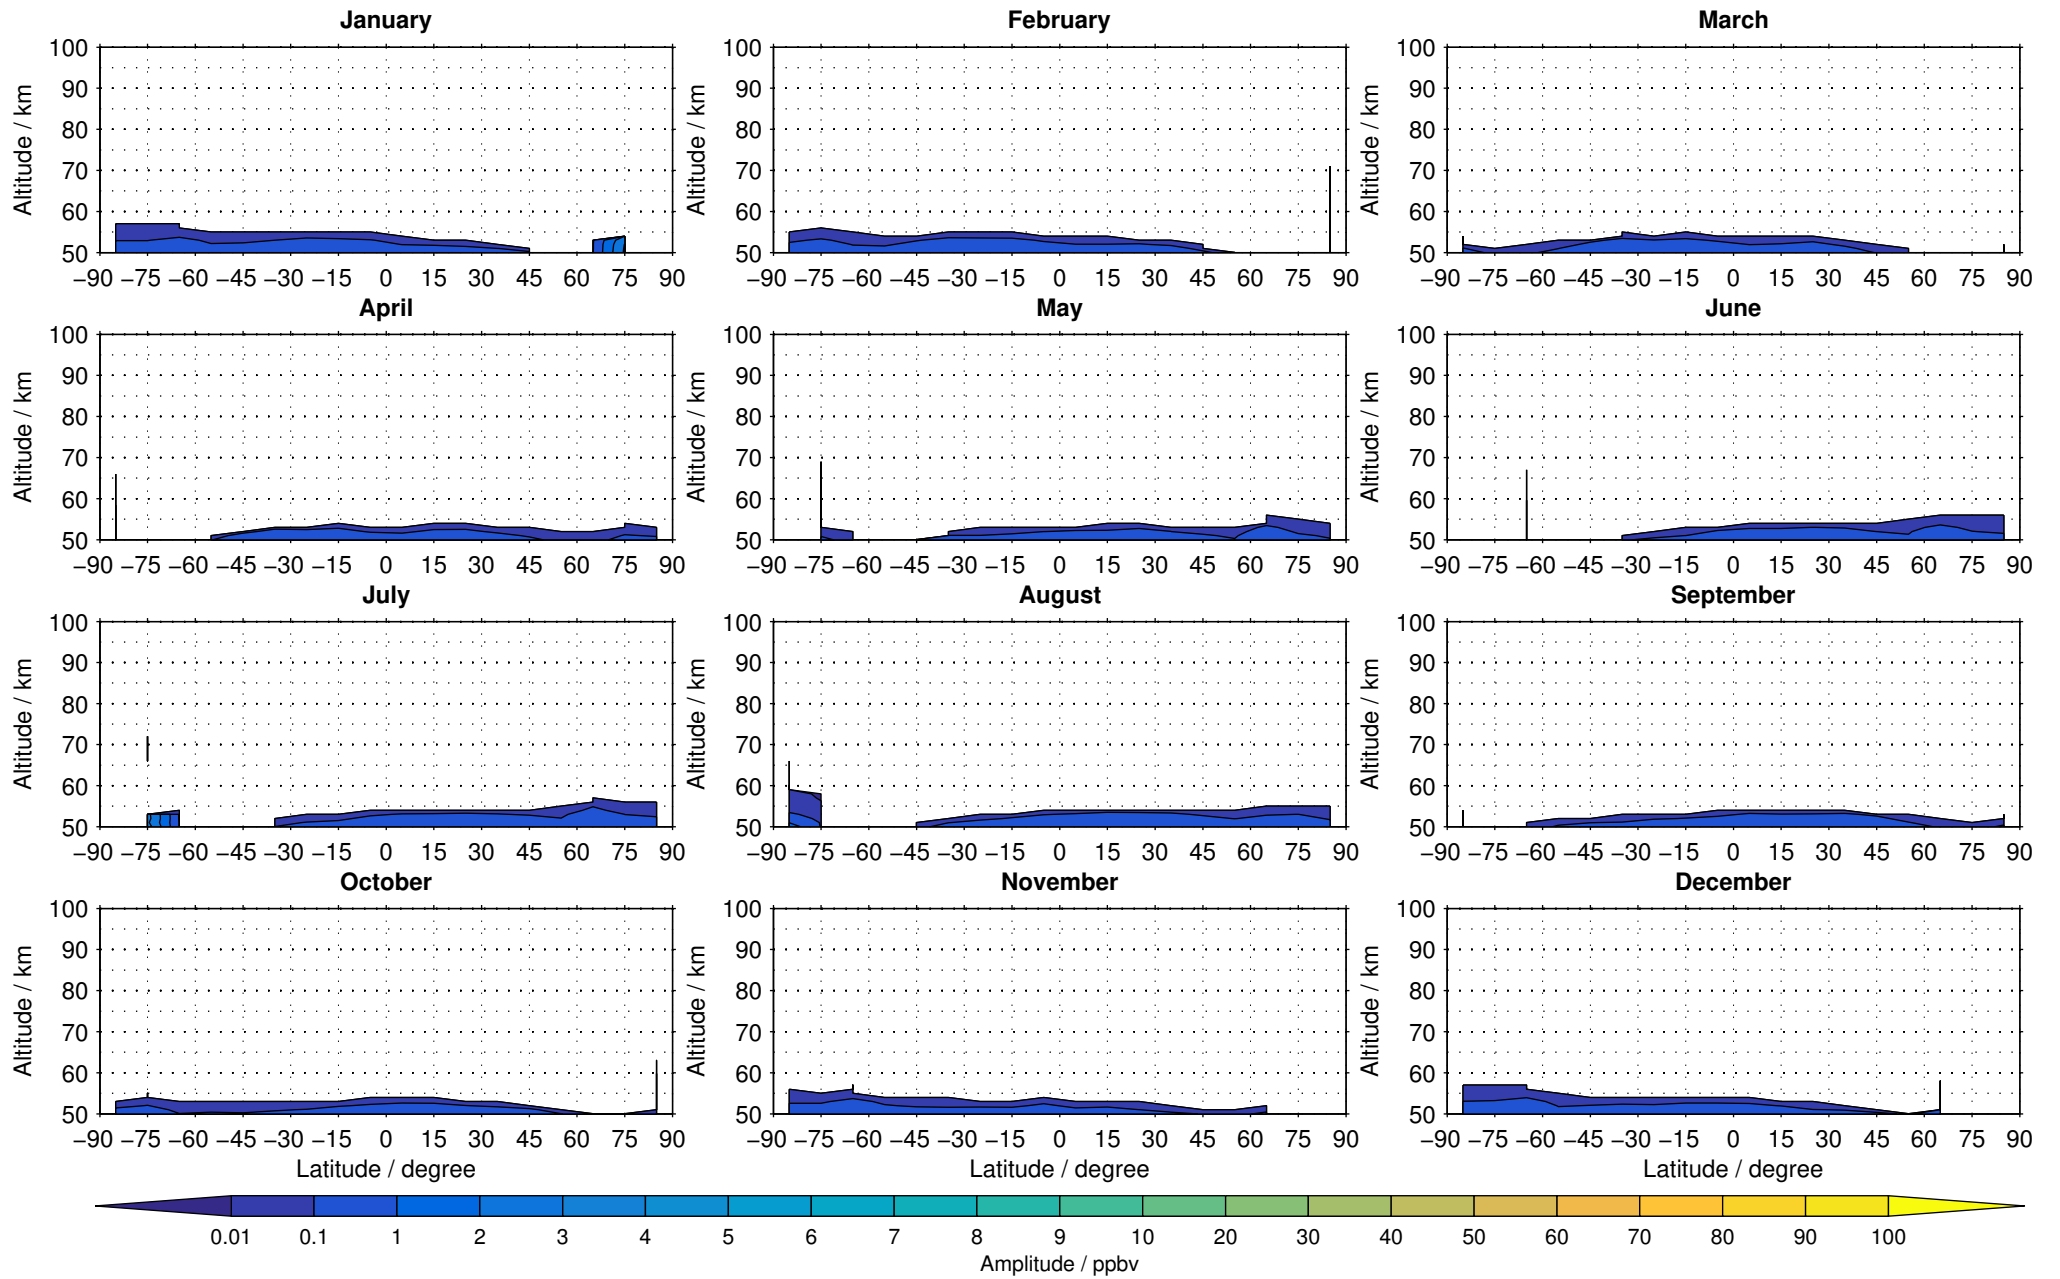 January February March
100 100 100
90 90 90
80 80 80
70 70 70
60 60 60
50 50 50
Altitude / km Altitude / km Altitude / km
−90 −75 −60 −45 −30 −15 0 15 30 45 60 75 90 −90 −75 −60 −45 −30 −15 0 15 30 45 60 75 90 −90 −75 −60 −45 −30 −15 0 15 30 45 60 75 90
April May June
100 100 100
90 90 90
80 80 80
70 70 70
60 60 60
50 50 50
Altitude / km Altitude / km Altitude / km
−90 −75 −60 −45 −30 −15 0 15 30 45 60 75 90 −90 −75 −60 −45 −30 −15 0 15 30 45 60 75 90 −90 −75 −60 −45 −30 −15 0 15 30 45 60 75 90
July August September
100 100 100
90 90 90
80 80 80
70 70 70
60 60 60
50 50 50
Altitude / km Altitude / km Altitude / km
−90 −75 −60 −45 −30 −15 0 15 30 45 60 75 90 −90 −75 −60 −45 −30 −15 0 15 30 45 60 75 90 −90 −75 −60 −45 −30 −15 0 15 30 45 60 75 90
October November December
100 100 100
90 90 90
80 80 80
70 70 70
60 60 60
50 50 50
Altitude / km Altitude / km Altitude / km
−90 −75 −60 −45 −30 −15 0 15 30 45 60 75 90 −90 −75 −60 −45 −30 −15 0 15 30 45 60 75 90 −90 −75 −60 −45 −30 −15 0 15 30 45 60 75 90
Latitude / degree Latitude / degree Latitude / degree
0.01 0.1 1 2 3 4 5 6 7 8 9 10 20 30 40 50 60 70 80 90 100
Amplitude / ppbv